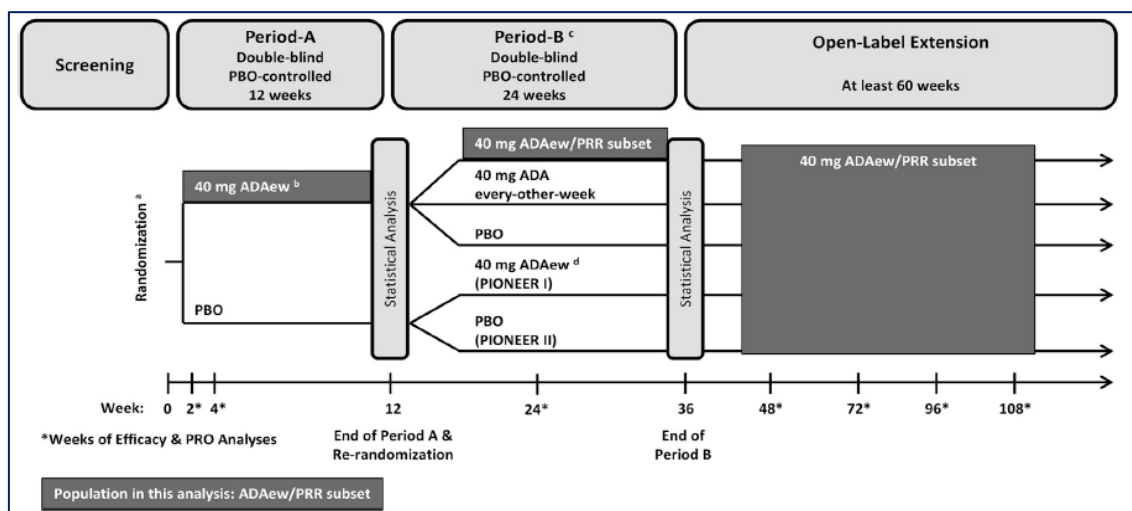 Screening
Period-A
Double-blind
PBO-controlled
12 weeks
Period-B c
Double-blind
PBO-controlled
24 weeks
Open-Label Extension
At least 60 weeks
Randomization a
40 mg ADAew b
PBO
Statistical Analysis
40 mg ADAew/PRR subset
40 mg ADA
every-other-week
PBO
40 mg ADAew d
(PIONEER I)
PBO
(PIONEER II)
Statistical Analysis
40 mg ADAew/PRR subset
Week: 0 2* 4* 12 24* 36 48* 72* 96* 108*
*Weeks of Efficacy & PRO Analyses
End of Period A &
Re-randomization
End of
Period B
Population in this analysis: ADAew/PRR subset